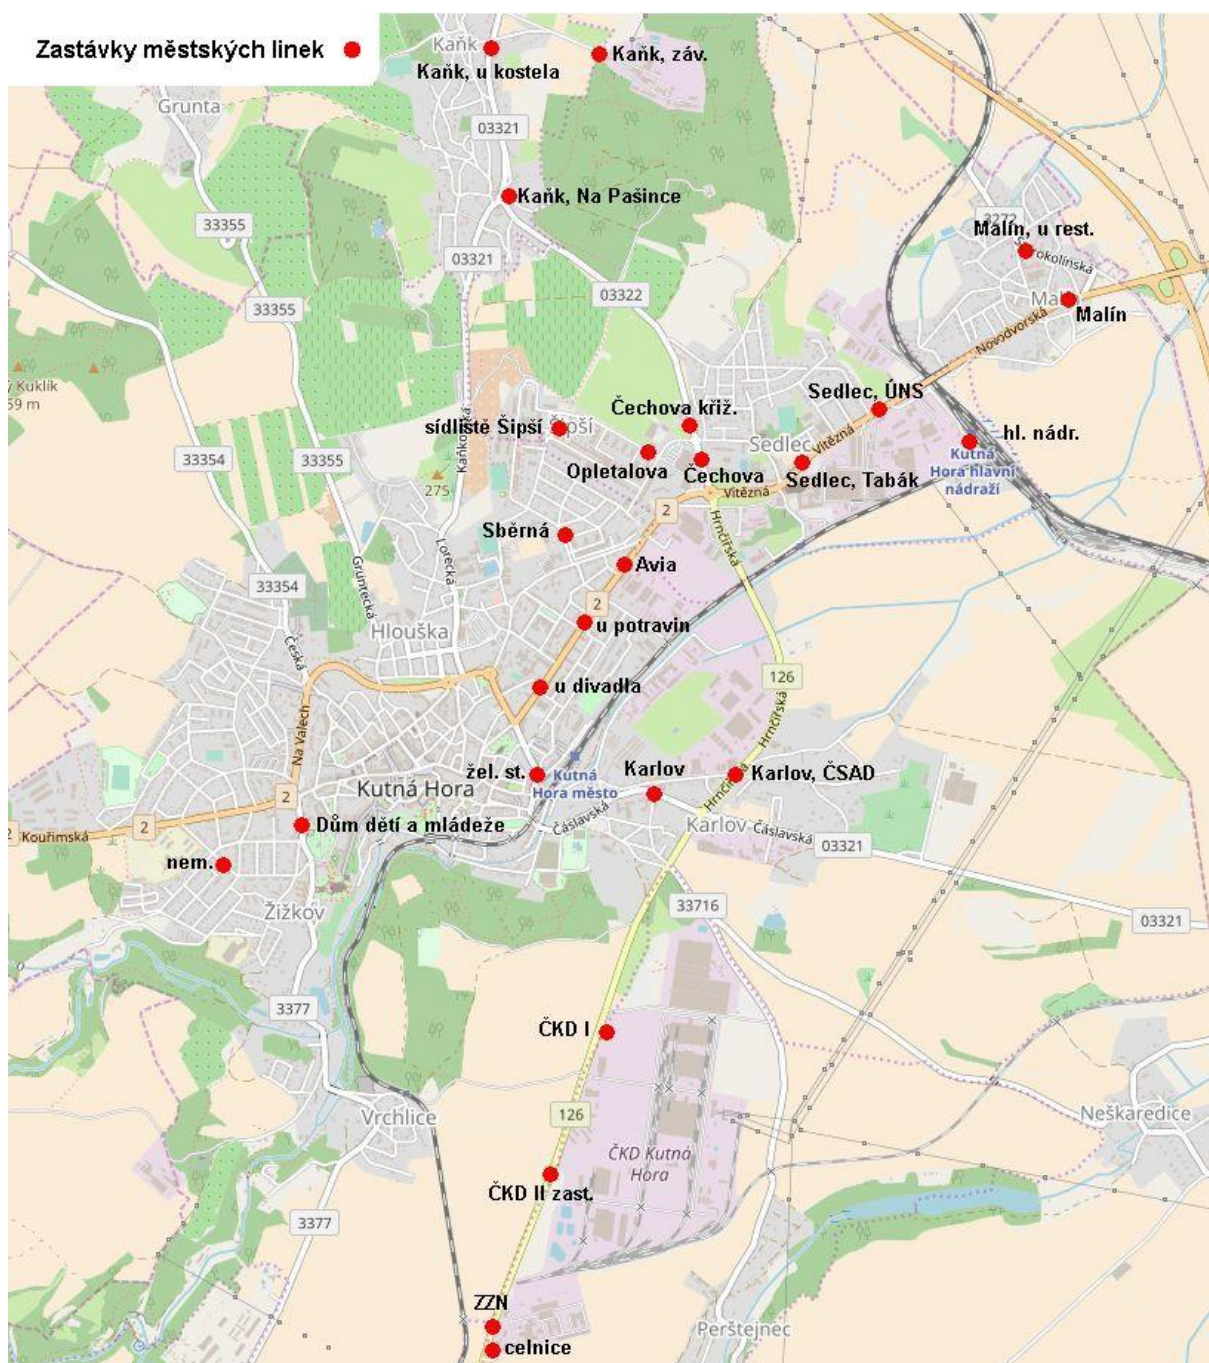 Zastávky městských linek
Kaňk
Kaňk, u kostela
Kaňk, záv.
Grunta
03321
Kaňk, Na Pašince
33355
3272
Malín, u rest.
03321
03322
33355
Malín
Novodvorská
59 m
Sedlec, ÚNS
Čechova křiž.
sídliště Šipší
Kaňkovská
Sedlec
Vítězná
hl. nádr.
33354
33355
Opletalova
Čechova
Sedlec, Tabák
Kutná
Hora hlavní
nádraží
275
Vítězná
2
Sběrná
Hrnčířská
Lorecká
Avia
33354
Gruntecká
2
Hlouška
u potravin
Česká
126
u divadla
Na Valech
Hrnčířská
žel. st.
Kutná
Hora město
Karlov
Karlov, ČSAD
Kutná Hora
Hrnčířská
2
2
2
Kouřimská
Dům dětí a mládeže
Čáslavská
Karlov
Čáslavská
03321
nem.
Žižkov
33716
03321
3377
ČKD I
Vrchlice
126
Neškaredice
ČKD Kutná
Hora
ČKD II zast.
3377
ZZN
Perštejnec
celnice